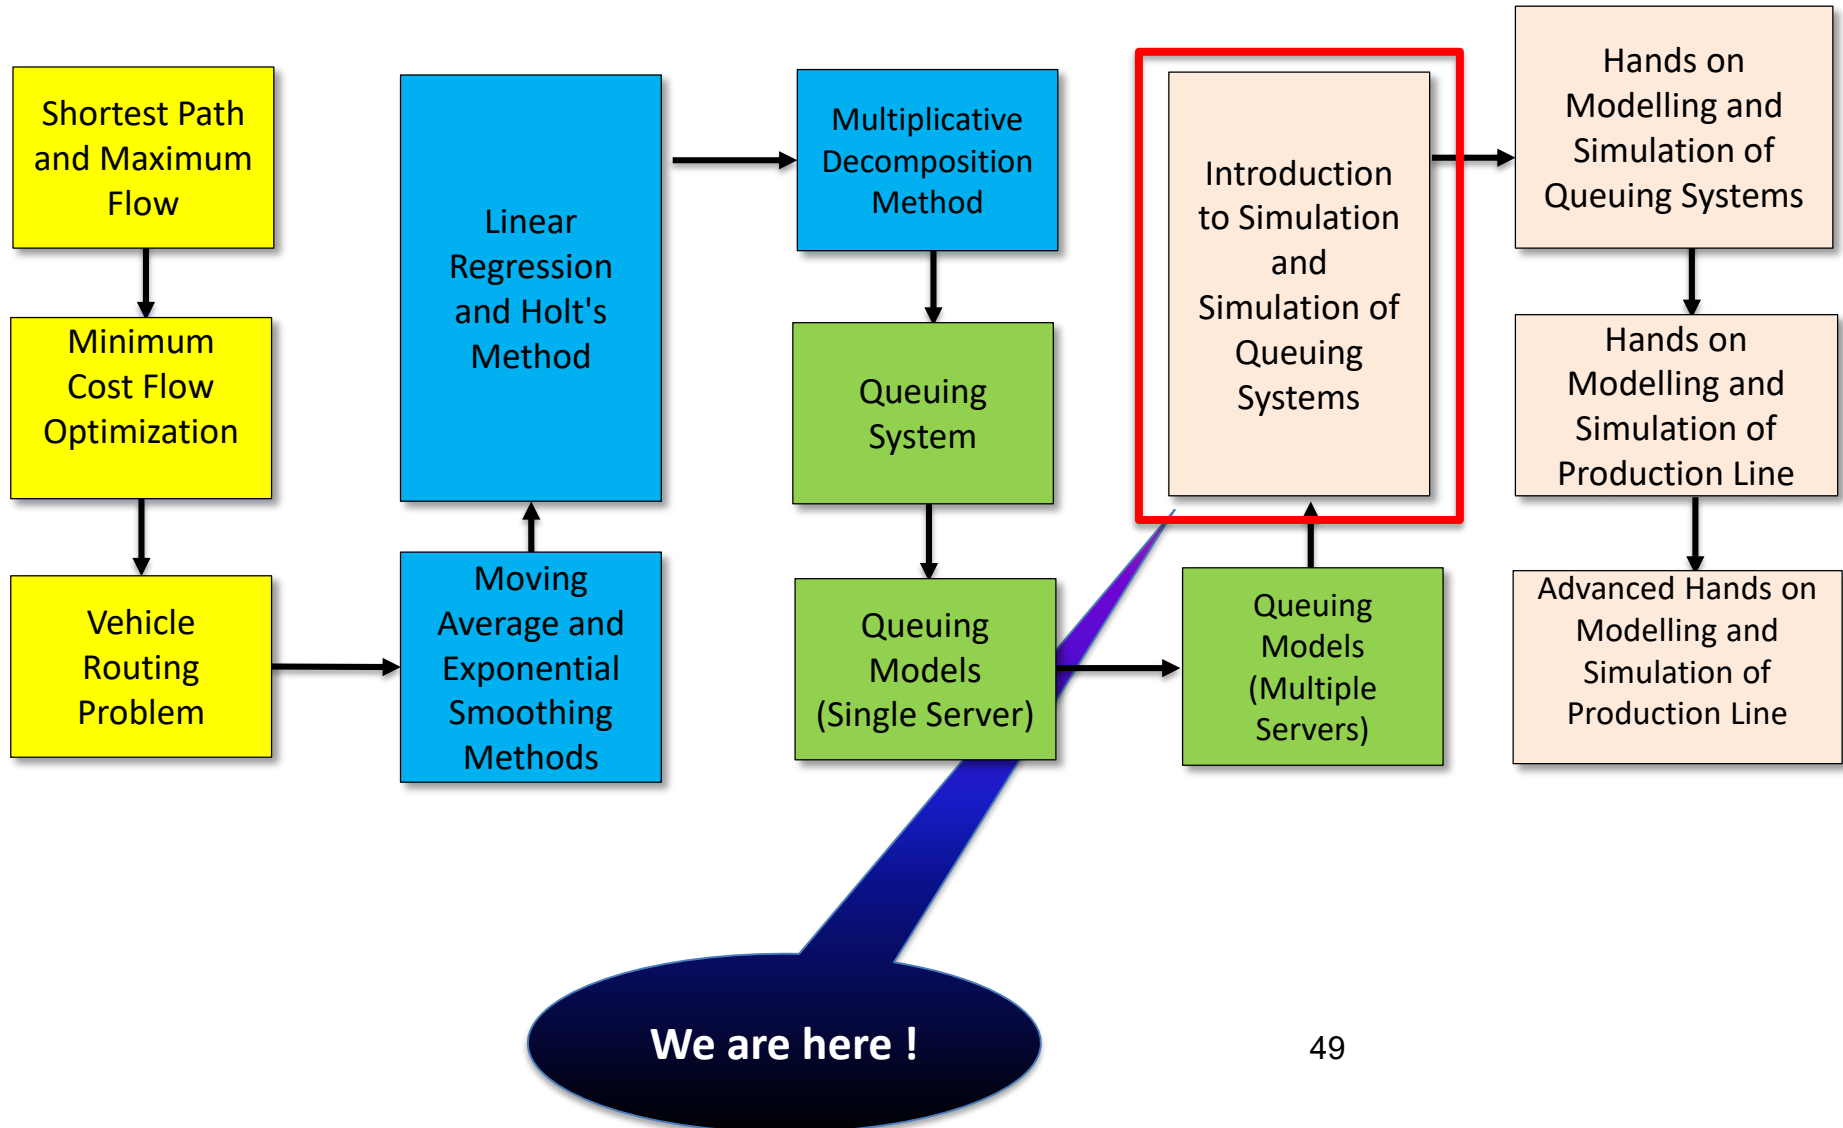 Shortest Path
and Maximum
Flow
Minimum
Cost Flow
Optimization
Vehicle
Routing
Problem
Moving
Average and
Exponential
Smoothing
Methods
Linear
Regression
and Holt's
Method
Multiplicative
Decomposition
Method
Queuing
System
Queuing
Models
(Single Server)
Queuing
Models
(Multiple
Servers)
Introduction
to Simulation
and
Simulation of
Queuing
Systems
Hands on
Modelling and
Simulation of
Queuing Systems
Hands on
Modelling and
Simulation of
Production Line
Advanced Hands on
Modelling and
Simulation of
Production Line
We are here !
49